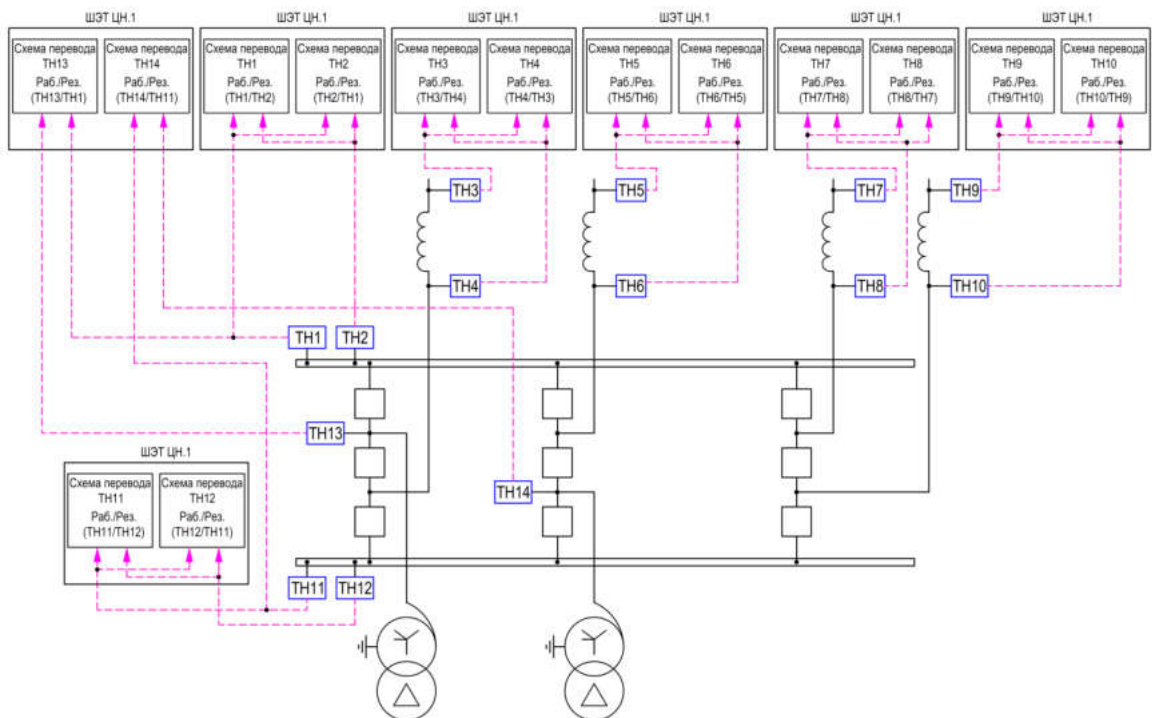 ШЭТ ЦН.1
Схема перевода
ТН13
Раб./Рез.
(ТН13/ТН1)
Схема перевода
ТН14
Раб./Рез.
(ТН14/ТН11)
ШЭТ ЦН.1
Схема перевода
ТН1
Раб./Рез.
(ТН1/ТН2)
Схема перевода
ТН2
Раб./Рез.
(ТН2/ТН1)
ШЭТ ЦН.1
Схема перевода
ТН3
Раб./Рез.
(ТН3/ТН4)
Схема перевода
ТН4
Раб./Рез.
(ТН4/ТН3)
ШЭТ ЦН.1
Схема перевода
ТН5
Раб./Рез.
(ТН5/ТН6)
Схема перевода
ТН6
Раб./Рез.
(ТН6/ТН5)
ШЭТ ЦН.1
Схема перевода
ТН7
Раб./Рез.
(ТН7/ТН8)
Схема перевода
ТН8
Раб./Рез.
(ТН8/ТН7)
ШЭТ ЦН.1
Схема перевода
ТН9
Раб./Рез.
(ТН9/ТН10)
Схема перевода
ТН10
Раб./Рез.
(ТН10/ТН9)
ТН3
ТН5
ТН7
ТН9
ТН4
ТН6
ТН8
ТН10
ТН1
ТН2
ТН13
ТН14
ШЭТ ЦН.1
Схема перевода
ТН11
Раб./Рез.
(ТН11/ТН12)
Схема перевода
ТН12
Раб./Рез.
(ТН12/ТН11)
ТН11
ТН12